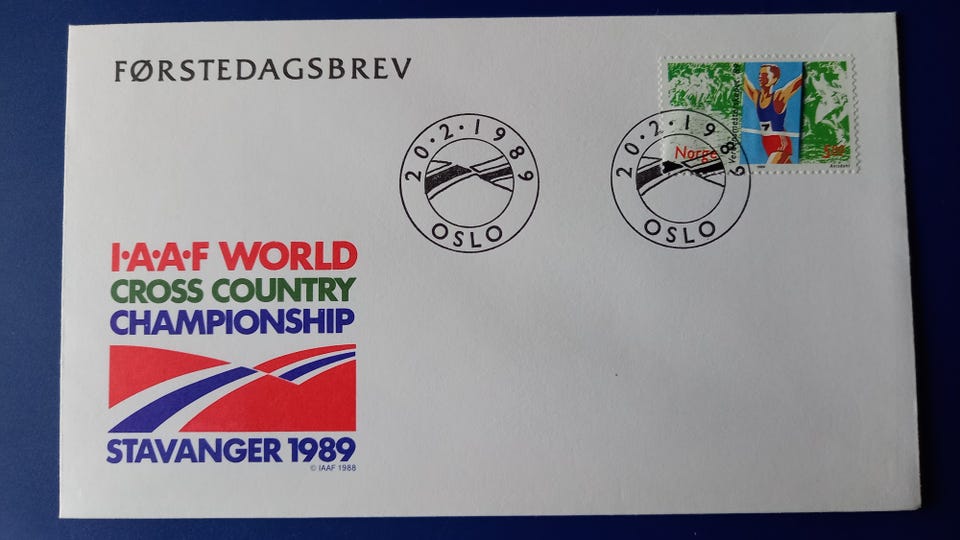 FØRSTEDAGSBREV
20·2·1989
OSLO
20·2·1989
OSLO
Norge
I·A·A·F WORLD
CROSS COUNTRY
CHAMPIONSHIP
STAVANGER 1989
© IAAF 1988